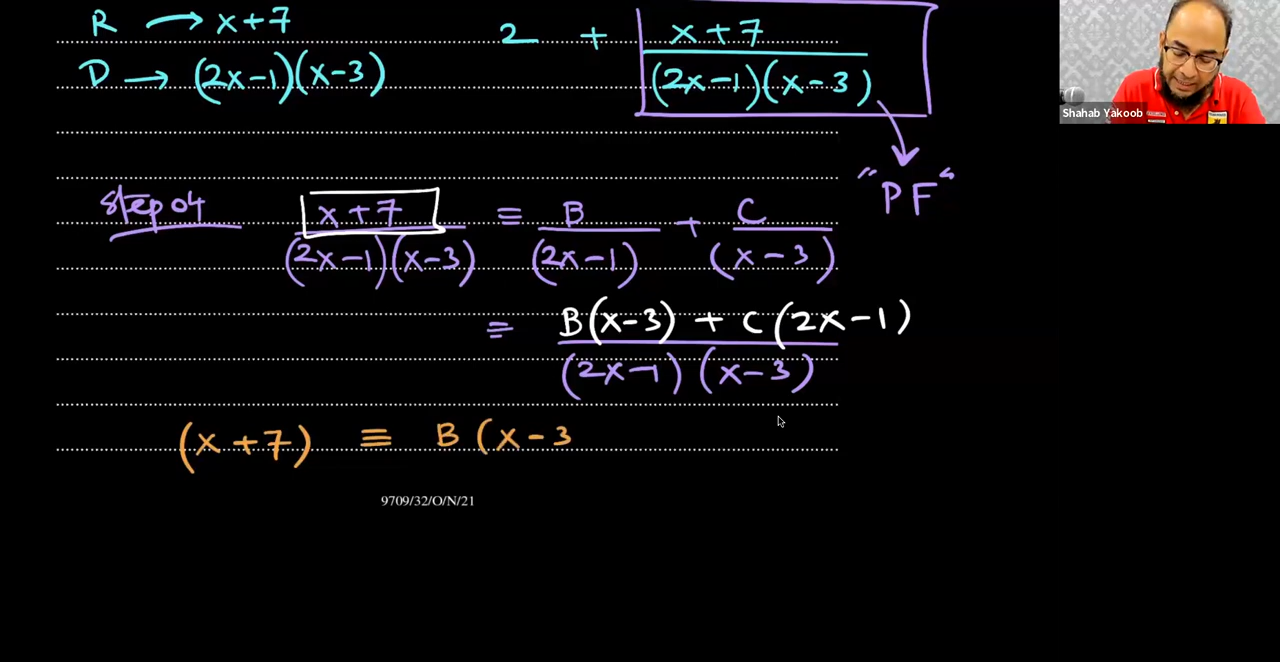 R → x+7
2 + x+7
D → (2x-1)(x-3)
(2x-1)(x-3)
Shahab Yakoob
"PF"
Step 04 x+7 ≡ B + C
(2x-1)(x-3) (2x-1) (x-3)
= B(x-3) + C(2x-1)
(2x-1) (x-3)
(x+7) ≡ B (x-3
9709/32/O/N/21